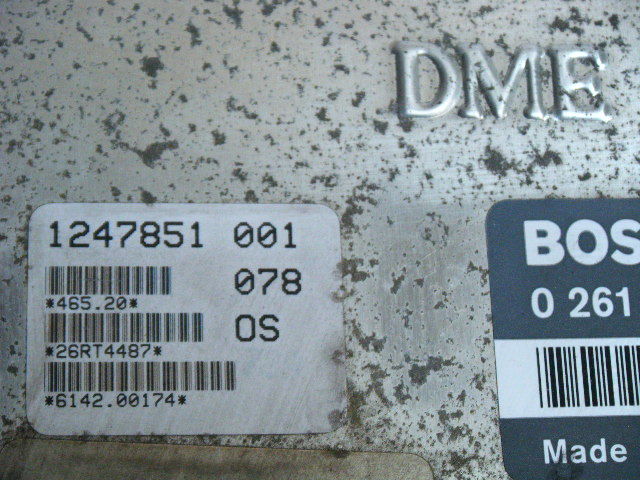 DME
1247851 001
078
*465.20*
OS
*26RT4487*
*6142.00174*
BOS
0 261
Made